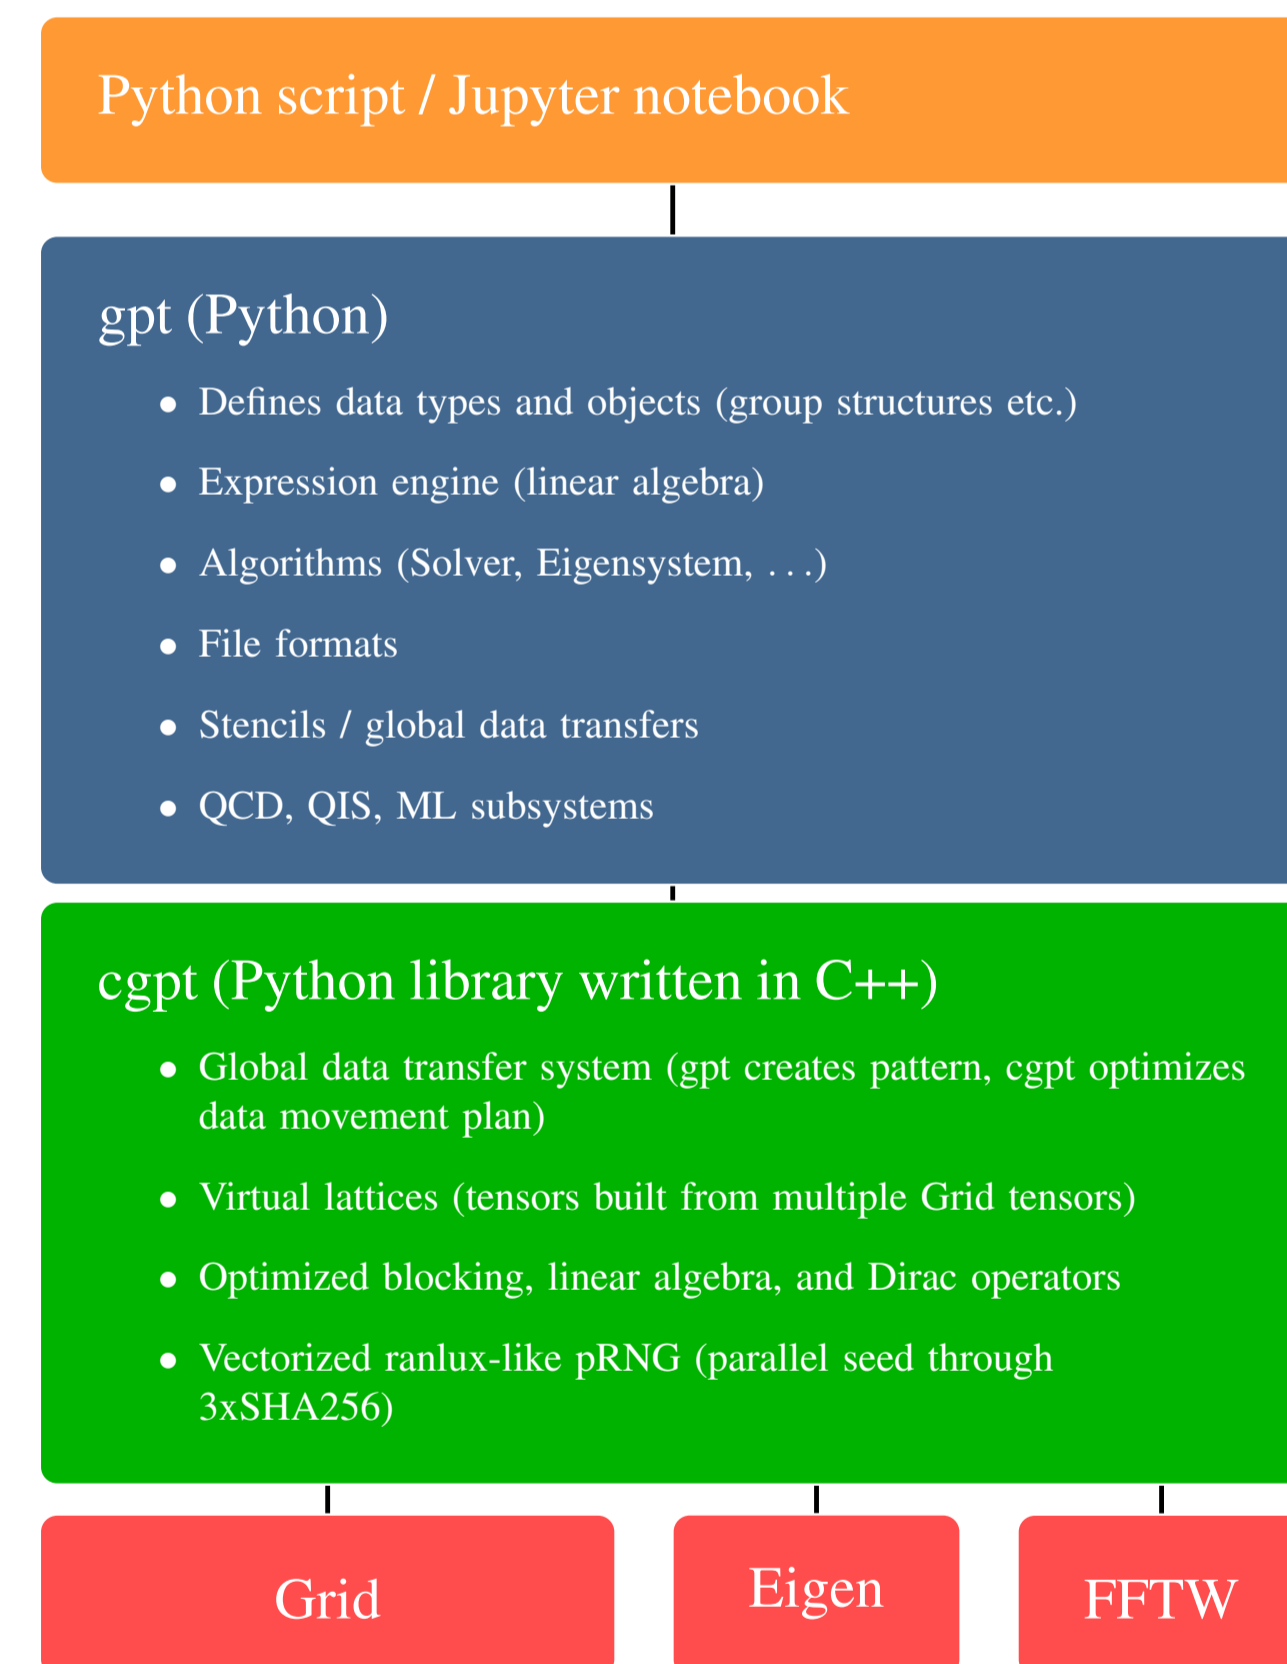 Python script / Jupyter notebook
gpt (Python)
• Defines data types and objects (group structures etc.)
• Expression engine (linear algebra)
• Algorithms (Solver, Eigensystem, . . .)
• File formats
• Stencils / global data transfers
• QCD, QIS, ML subsystems
cgpt (Python library written in C++)
• Global data transfer system (gpt creates pattern, cgpt optimizes
data movement plan)
• Virtual lattices (tensors built from multiple Grid tensors)
• Optimized blocking, linear algebra, and Dirac operators
• Vectorized ranlux-like pRNG (parallel seed through
3xSHA256)
Grid
Eigen
FFTW